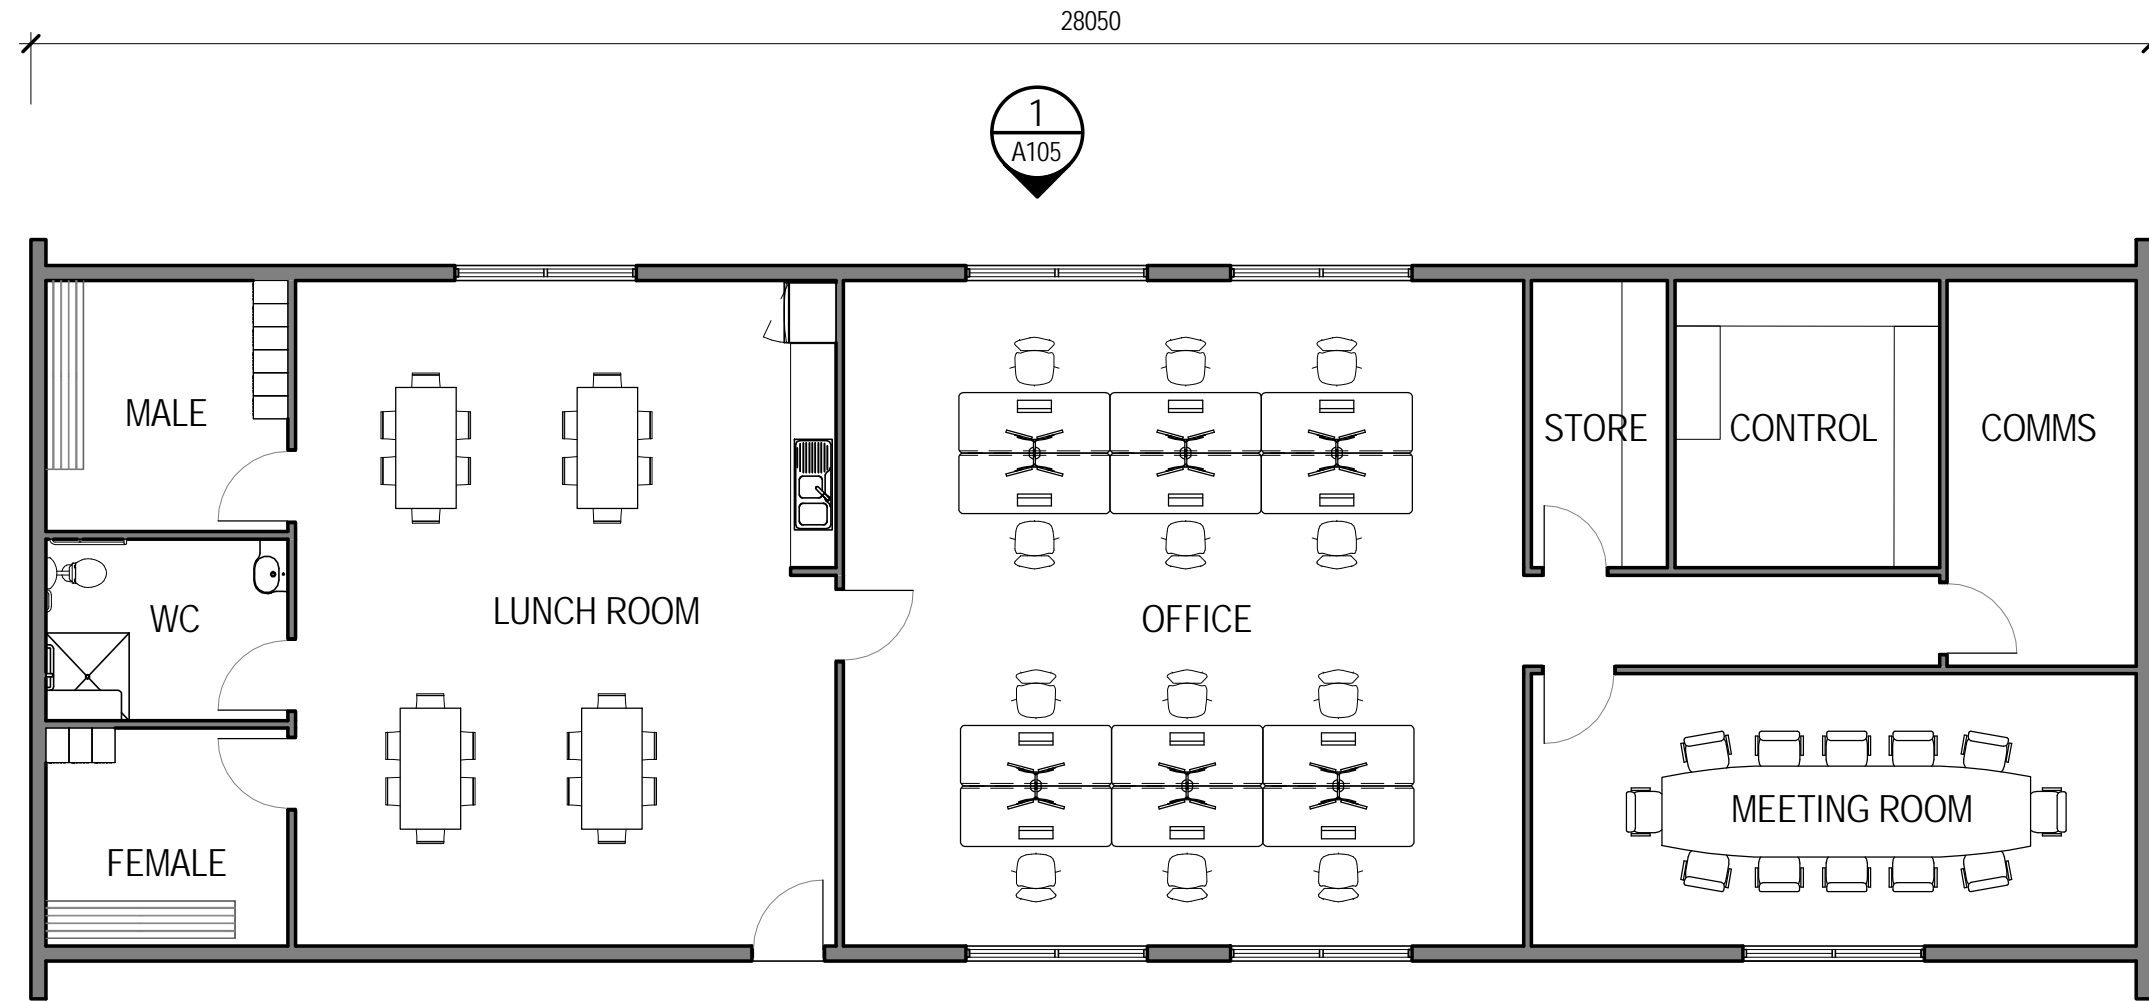 28050
1
A105
MALE
STORE
CONTROL
COMMS
WC
LUNCH ROOM
OFFICE
MEETING ROOM
FEMALE